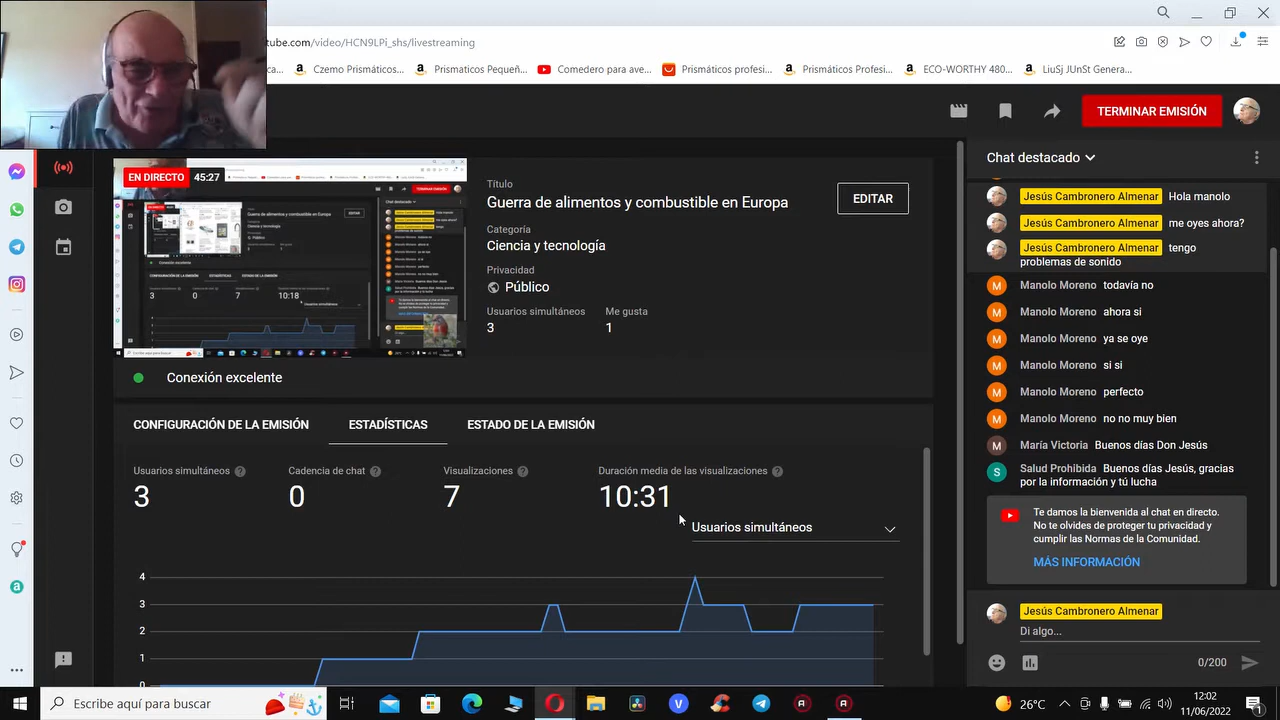 tube.com/video/HCN9LPi_shs/livestreaming
Czemo Prismáticos...
Prismaticos Pequeñ...
Comedero para ave...
Prismáticos profesi...
Prismáticos Profesi...
ECO-WORTHY 480...
LiuSj JUnSt Genera...
TERMINAR EMISIÓN
EN DIRECTO 45:27
Título
Guerra de alimentos y combustible en Europa
EDITAR
Categoría
Ciencia y tecnología
Privacidad
Público
Usuarios simultáneos
Me gusta
3
1
Conexión excelente
CONFIGURACIÓN DE LA EMISIÓN
ESTADÍSTICAS
ESTADO DE LA EMISIÓN
Usuarios simultáneos
Cadencia de chat
Visualizaciones
Duración media de las visualizaciones
3
0
7
10:31
Usuarios simultáneos
4
3
2
1
0
Chat destacado
Jesús Cambronero Almenar Hola manolo
Jesús Cambronero Almenar me oyes ahora?
Jesús Cambronero Almenar tengo
problemas de sonido
Manolo Moreno ya no
Manolo Moreno ahora si
Manolo Moreno ya se oye
Manolo Moreno si si
Manolo Moreno perfecto
Manolo Moreno no no muy bien
María Victoria Buenos días Don Jesús
Salud Prohibida Buenos días Jesús, gracias
por la información y tú lucha
Te damos la bienvenida al chat en directo.
No te olvides de proteger tu privacidad y
cumplir las Normas de la Comunidad.
MÁS INFORMACIÓN
Jesús Cambronero Almenar
Di algo...
0/200
Escribe aquí para buscar
26°C
12:02
11/06/2022